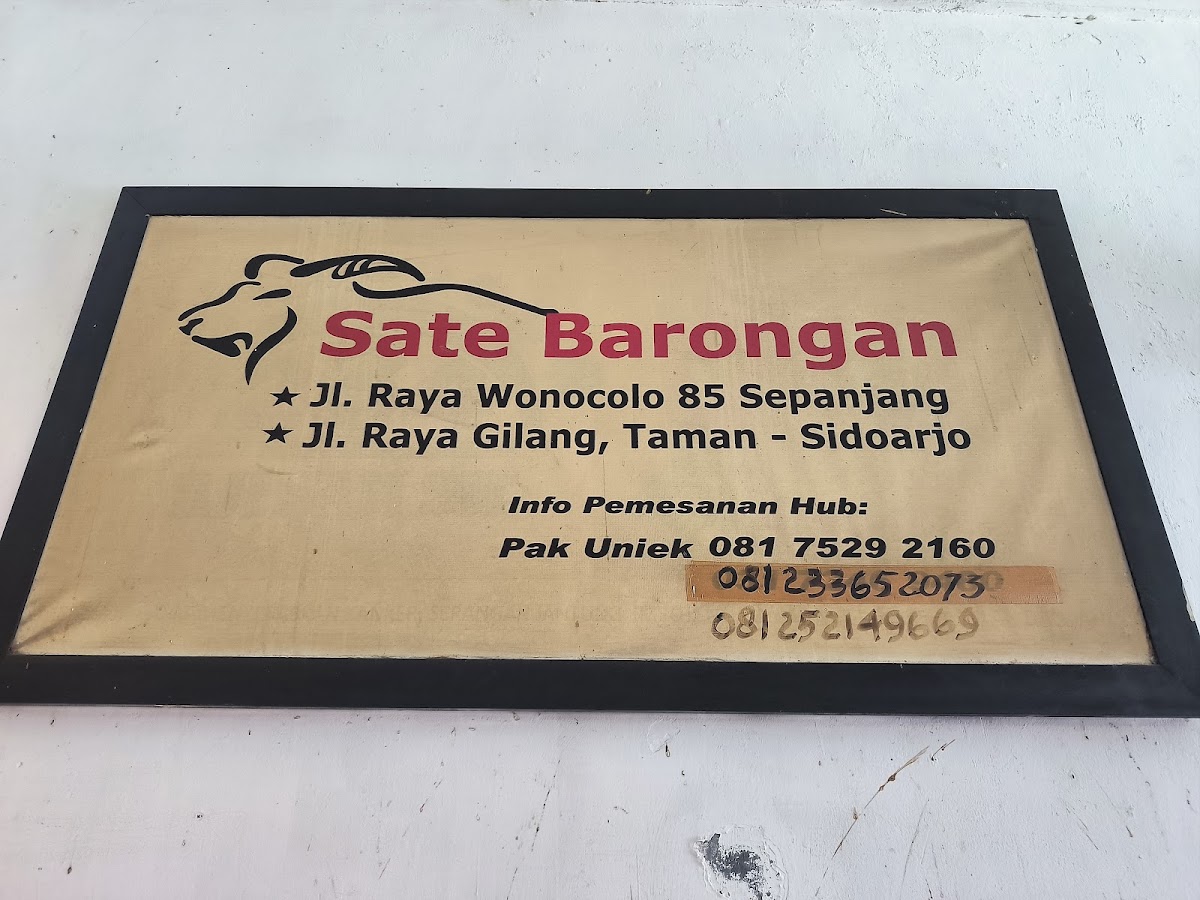 Sate Barongan
★ Jl. Raya Wonocolo 85 Sepanjang
★ Jl. Raya Gilang, Taman - Sidoarjo
Info Pemesanan Hub:
Pak Uniek 081 7529 2160
081233652073
081252149669